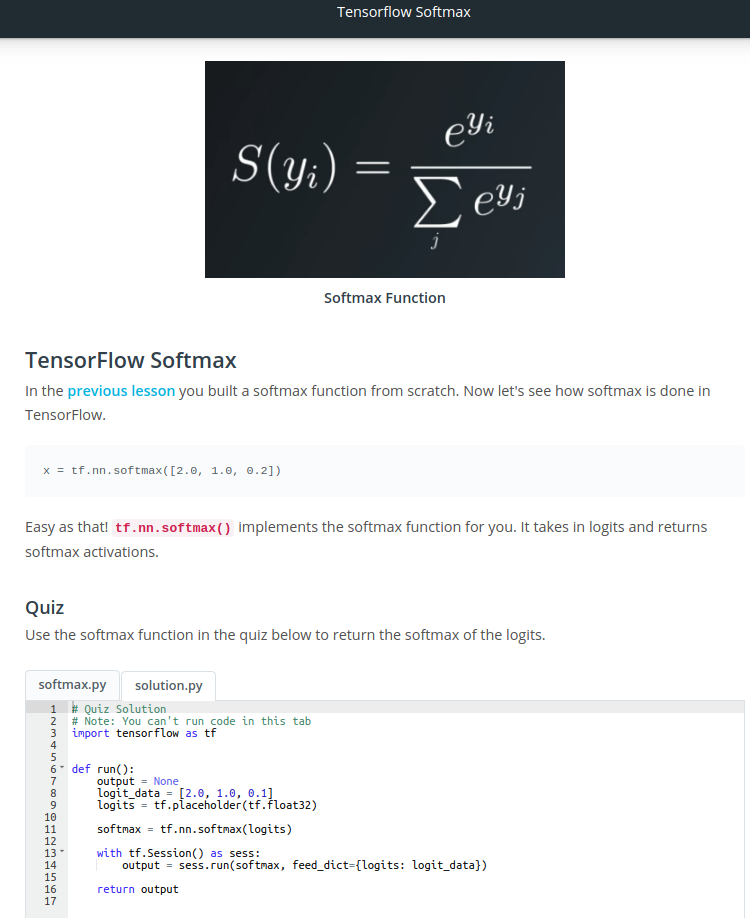 Tensorflow Softmax
S(y_i) = e^{y_i} / \sum_j e^{y_j}
Softmax Function
TensorFlow Softmax
In the previous lesson you built a softmax function from scratch. Now let's see how softmax is done in
TensorFlow.
x = tf.nn.softmax([2.0, 1.0, 0.2])
Easy as that! tf.nn.softmax() implements the softmax function for you. It takes in logits and returns
softmax activations.
Quiz
Use the softmax function in the quiz below to return the softmax of the logits.
softmax.py solution.py
1 # Quiz Solution
2 # Note: You can't run code in this tab
3 import tensorflow as tf
4
5
6 def run():
7     output = None
8     logit_data = [2.0, 1.0, 0.1]
9     logits = tf.placeholder(tf.float32)
10
11     softmax = tf.nn.softmax(logits)
12
13     with tf.Session() as sess:
14         output = sess.run(softmax, feed_dict={logits: logit_data})
15
16     return output
17